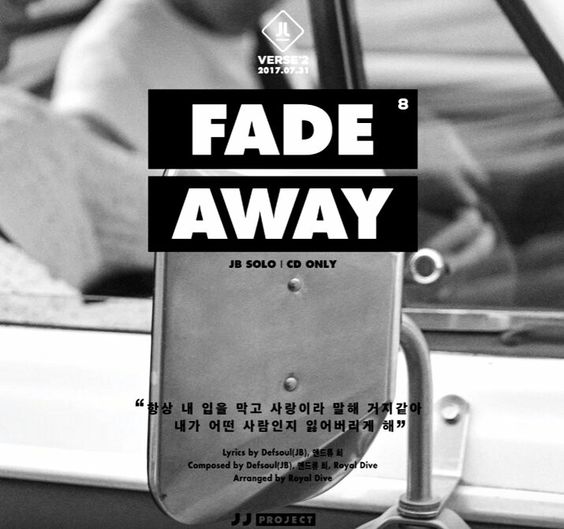 JJ
VERSE 2
2017.07.31
8
FADE
AWAY
JB SOLO | CD ONLY
“항상 내 입을 막고 사랑이라 말해 거지같아
내가 어떤 사람인지 잃어버리게 해”
Lyrics by Defsoul(JB), 앤드류 최
Composed by Defsoul(JB), 앤드류 최, Royal Dive
Arranged by Royal Dive
JJ PROJECT